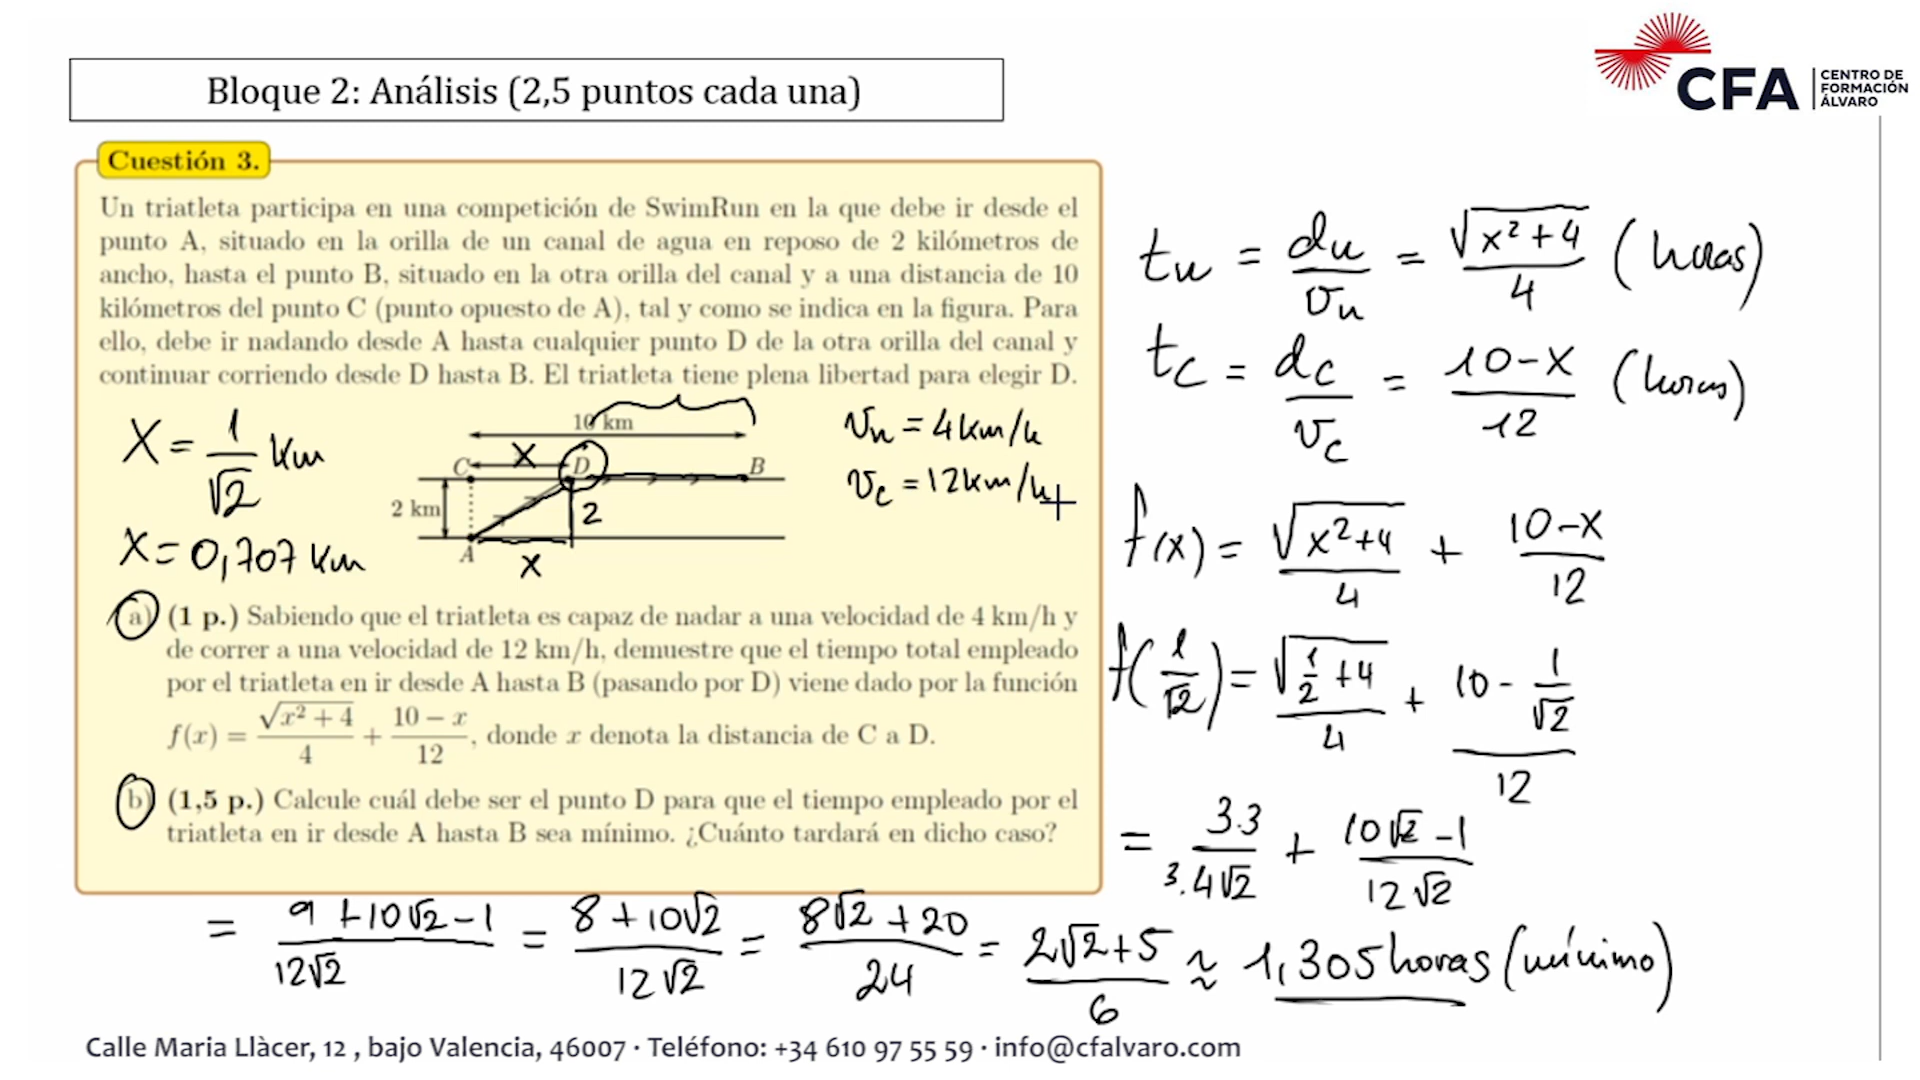 CFA
CENTRO DE
FORMACIÓN
ÁLVARO
Bloque 2: Análisis (2,5 puntos cada una)
Cuestión 3.
Un triatleta participa en una competición de SwimRun en la que debe ir desde el
punto A, situado en la orilla de un canal de agua en reposo de 2 kilómetros de
ancho, hasta el punto B, situado en la otra orilla del canal y a una distancia de 10
kilómetros del punto C (punto opuesto de A), tal y como se indica en la figura. Para
ello, debe ir nadando desde A hasta cualquier punto D de la otra orilla del canal y
continuar corriendo desde D hasta B. El triatleta tiene plena libertad para elegir D.
X = 1/√2 km
X = 0,707 km
10 km
C X D B
2 km 2
A X
vn = 4km/h
vc = 12km/h +
a) (1 p.) Sabiendo que el triatleta es capaz de nadar a una velocidad de 4 km/h y
de correr a una velocidad de 12 km/h, demuestre que el tiempo total empleado
por el triatleta en ir desde A hasta B (pasando por D) viene dado por la función
f(x) = √(x² + 4)/4 + (10 − x)/12, donde x denota la distancia de C a D.
b) (1,5 p.) Calcule cuál debe ser el punto D para que el tiempo empleado por el
triatleta en ir desde A hasta B sea mínimo. ¿Cuánto tardará en dicho caso?
tn = dn/vn = √(x²+4)/4 (horas)
tc = dc/vc = (10-x)/12 (horas)
f(x) = √(x²+4)/4 + (10-x)/12
f(1/√2) = √(1/2+4)/4 + (10 - 1/√2)/12
= 3·3/(3·4√2) + (10√2 -1)/(12√2)
= (9+10√2-1)/(12√2) = (8+10√2)/(12√2) = (8√2+20)/24 = (2√2+5)/6 ≈ 1,305 horas (mínimo)
Calle Maria Llàcer, 12 , bajo Valencia, 46007 · Teléfono: +34 610 97 55 59 · info@cfalvaro.com